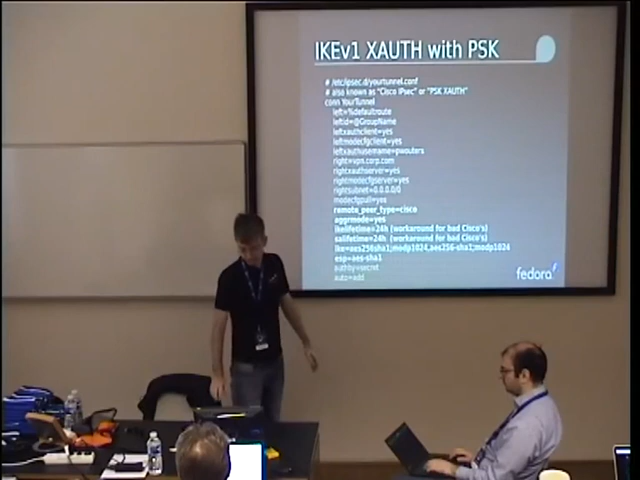 IKEv1 XAUTH with PSK
# /etc/ipsec.d/yourtunnel.conf
# also known as "Cisco IPsec" or "PSK XAUTH"
conn YourTunnel
left=%defaultroute
leftid=@GroupName
leftxauthclient=yes
leftmodecfgclient=yes
leftxauthusername=pwouters
right=vpn.corp.com
rightxauthserver=yes
rightmodecfgserver=yes
rightsubnet=0.0.0.0/0
modecfgpull=yes
remote_peer_type=cisco
aggrmode=yes
ikelifetime=24h (workaround for bad Cisco's)
salifetime=24h (workaround for bad Cisco's)
ike=aes256-sha1;modp1024,aes256-sha1;modp1024
esp=aes-sha1
authby=secret
auto=add
fedora